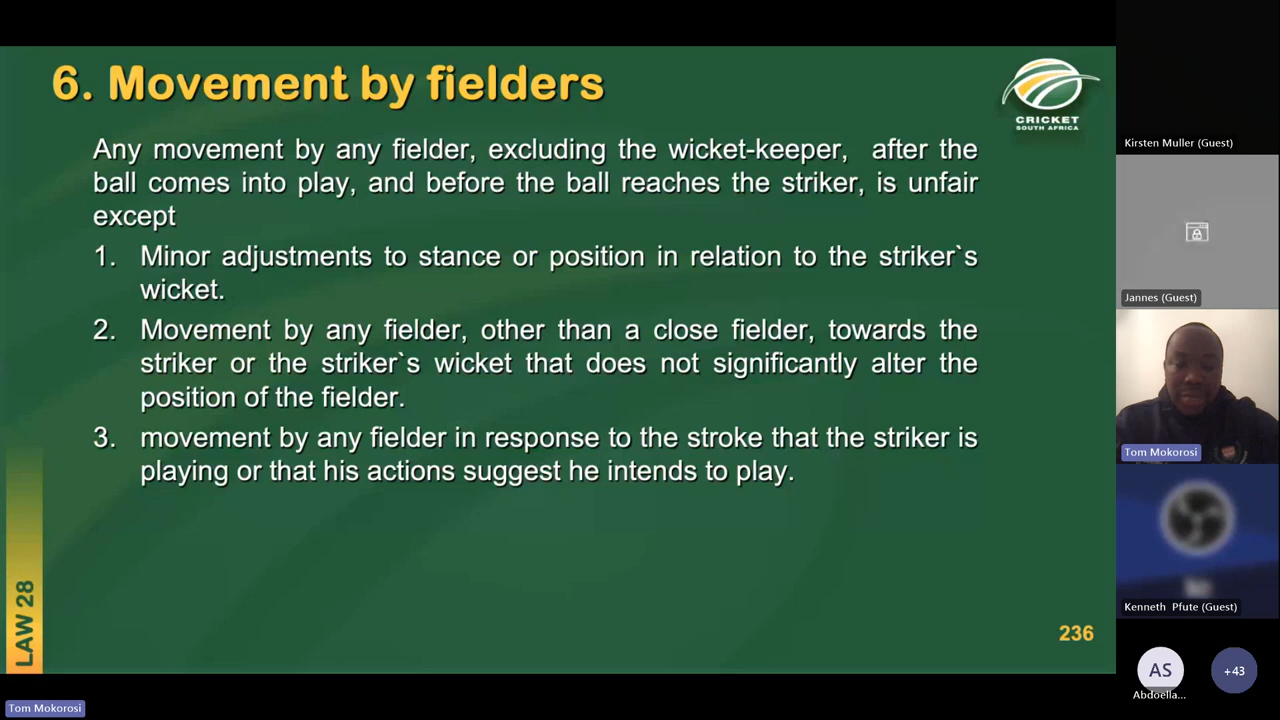 6. Movement by fielders
CRICKET
SOUTH AFRICA
Any movement by any fielder, excluding the wicket-keeper, after the
ball comes into play, and before the ball reaches the striker, is unfair
except
1. Minor adjustments to stance or position in relation to the striker`s
wicket.
2. Movement by any fielder, other than a close fielder, towards the
striker or the striker`s wicket that does not significantly alter the
position of the fielder.
3. movement by any fielder in response to the stroke that the striker is
playing or that his actions suggest he intends to play.
LAW 28
236
Kirsten Muller (Guest)
Jannes (Guest)
Tom Mokorosi
Kenneth Pfute (Guest)
AS
+43
Abdoella...
Tom Mokorosi